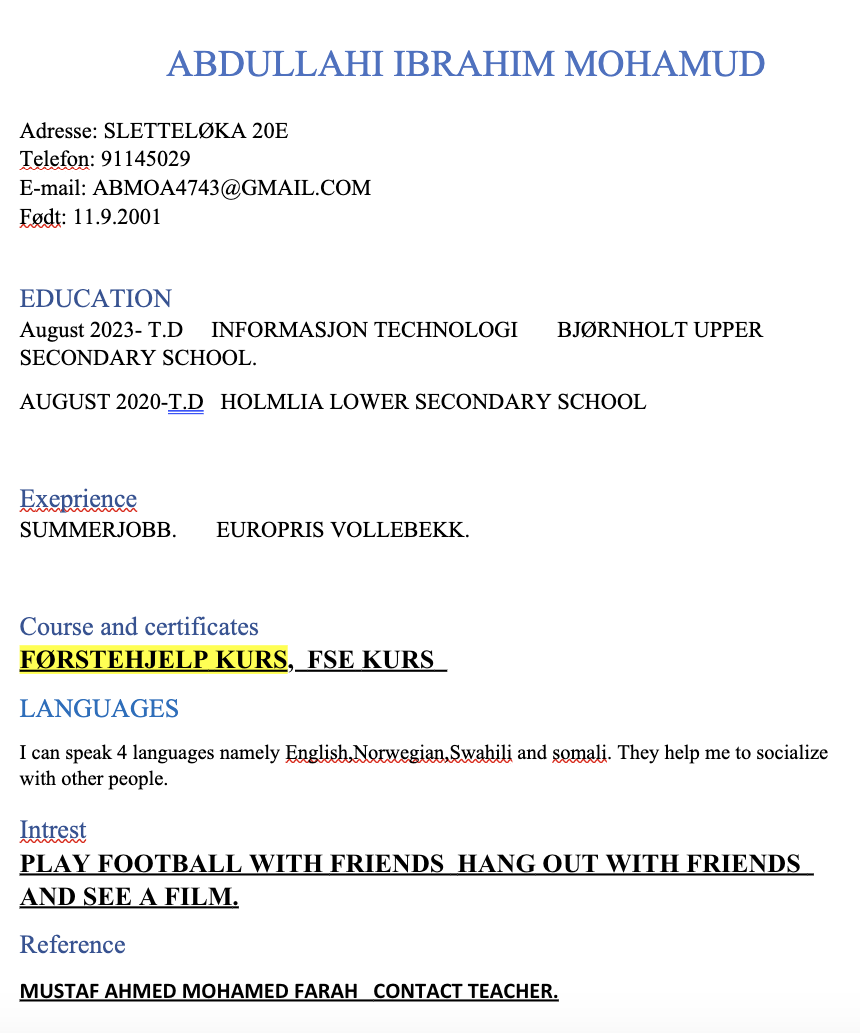 ABDULLAHI IBRAHIM MOHAMUD
Adresse: SLETTELØKA 20E
Telefon: 91145029
E-mail: ABMOA4743@GMAIL.COM
Født: 11.9.2001
EDUCATION
August 2023- T.D INFORMASJON TECHNOLOGI BJØRNHOLT UPPER
SECONDARY SCHOOL.
AUGUST 2020-T.D HOLMLIA LOWER SECONDARY SCHOOL
Exeprience
SUMMERJOBB. EUROPRIS VOLLEBEKK.
Course and certificates
FØRSTEHJELP KURS, FSE KURS
LANGUAGES
I can speak 4 languages namely English,Norwegian,Swahili and somali. They help me to socialize
with other people.
Intrest
PLAY FOOTBALL WITH FRIENDS HANG OUT WITH FRIENDS
AND SEE A FILM.
Reference
MUSTAF AHMED MOHAMED FARAH CONTACT TEACHER.